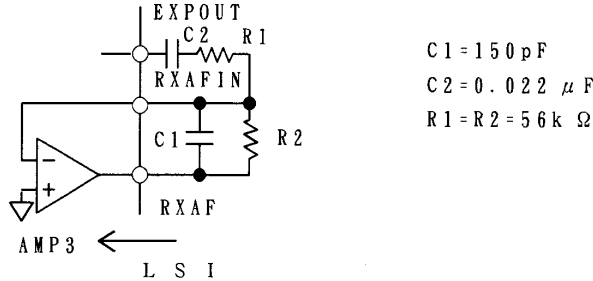 EXPOUT
C2
R1
RXAFIN
C1
R2
−
+
RXAF
AMP3
LSI
C1=150pF
C2=0.022μF
R1=R2=56kΩ